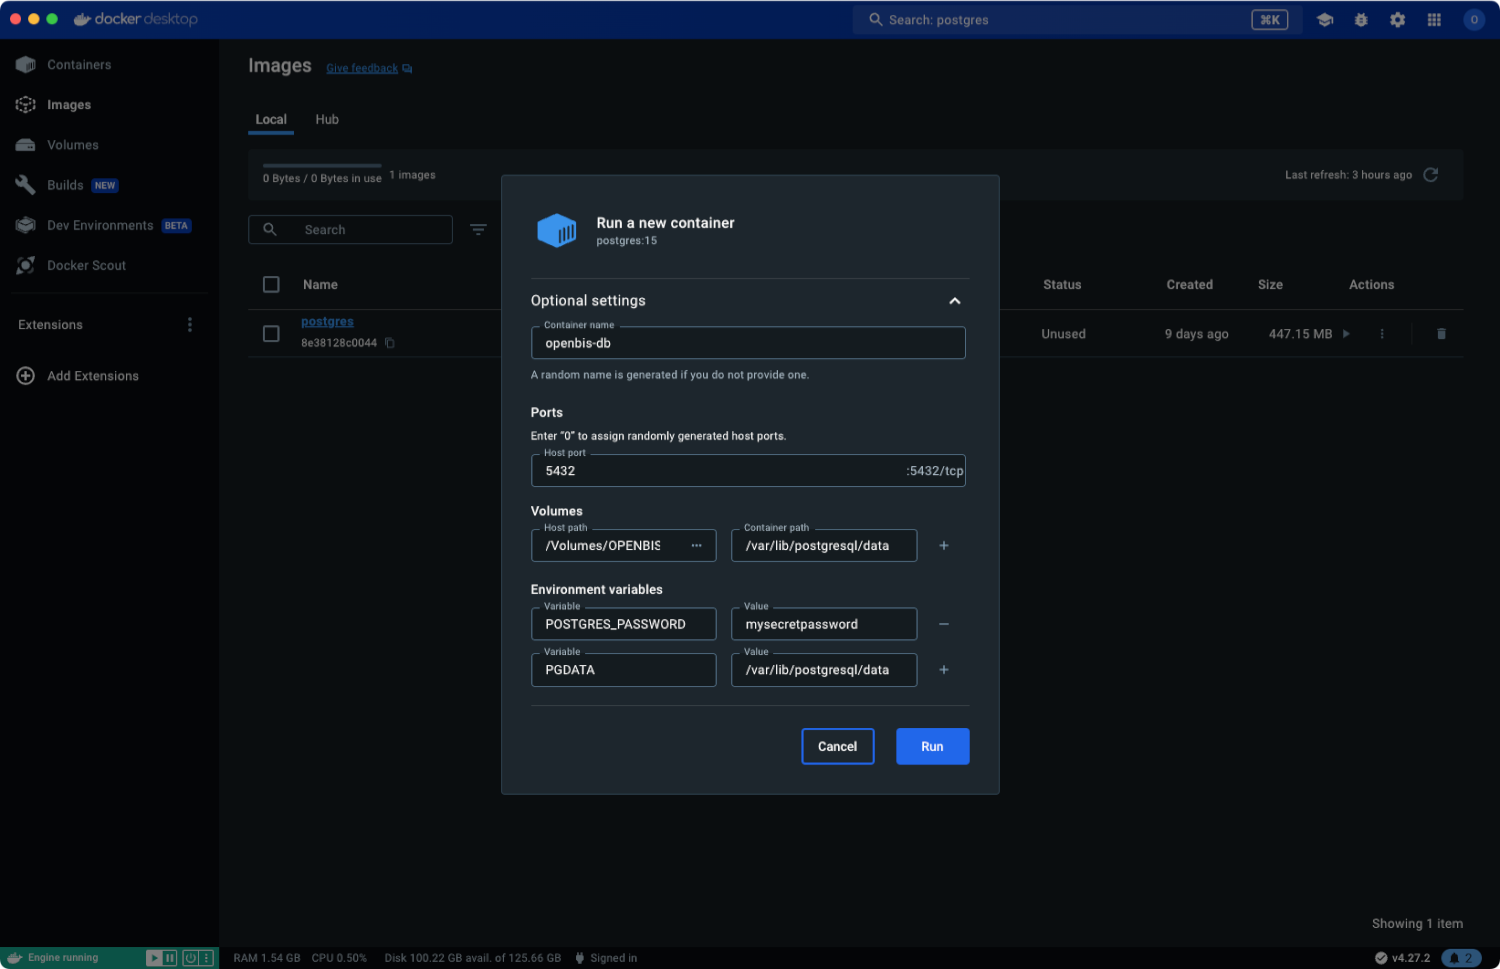 docker desktop
Search: postgres
⌘K
O
Containers
Images
Volumes
Builds NEW
Dev Environments BETA
Docker Scout
Extensions
Add Extensions
Images
Give feedback
Local
Hub
0 Bytes / 0 Bytes in use
1 images
Last refresh: 3 hours ago
Search
Name
Status
Created
Size
Actions
postgres
8e38128c0044
Unused
9 days ago
447.15 MB
Run a new container
postgres:15
Optional settings
Container name
openbis-db
A random name is generated if you do not provide one.
Ports
Enter “0” to assign randomly generated host ports.
Host port
5432
:5432/tcp
Volumes
Host path
/Volumes/OPENBIS
Container path
/var/lib/postgresql/data
Environment variables
Variable
POSTGRES_PASSWORD
Value
mysecretpassword
Variable
PGDATA
Value
/var/lib/postgresql/data
Cancel
Run
Showing 1 item
Engine running
RAM 1.54 GB
CPU 0.50%
Disk 100.22 GB avail. of 125.66 GB
Signed in
v4.27.2
2